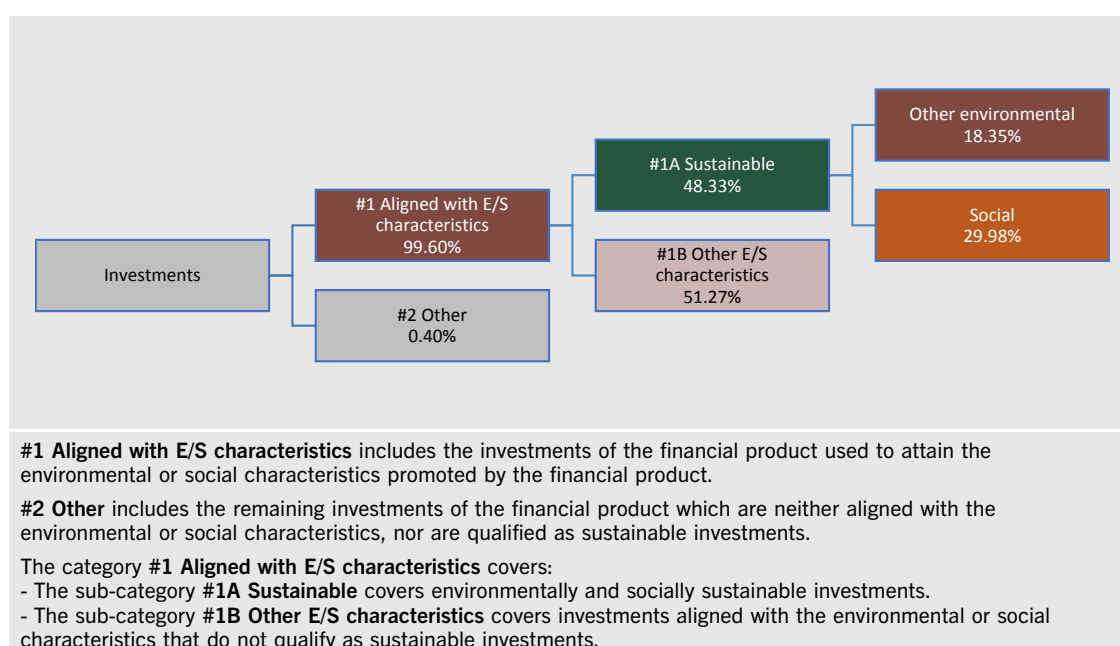 Investments
#1 Aligned with E/S
characteristics
99.60%
#2 Other
0.40%
#1A Sustainable
48.33%
#1B Other E/S
characteristics
51.27%
Other environmental
18.35%
Social
29.98%
#1 Aligned with E/S characteristics includes the investments of the financial product used to attain the
environmental or social characteristics promoted by the financial product.
#2 Other includes the remaining investments of the financial product which are neither aligned with the
environmental or social characteristics, nor are qualified as sustainable investments.
The category #1 Aligned with E/S characteristics covers:
- The sub-category #1A Sustainable covers environmentally and socially sustainable investments.
- The sub-category #1B Other E/S characteristics covers investments aligned with the environmental or social
characteristics that do not qualify as sustainable investments.